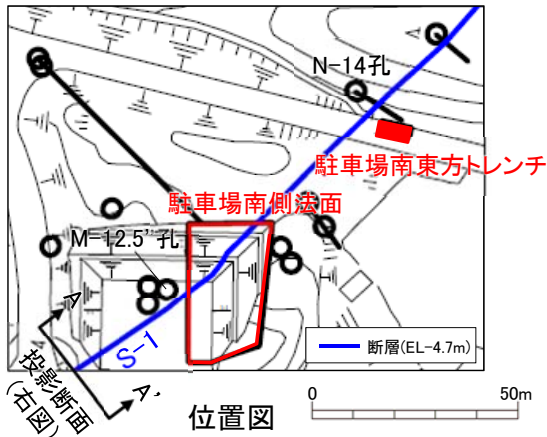 N-14孔
駐車場南東方トレンチ
駐車場南側法面
M-12.5’孔
A
S-1
断層(EL-4.7m)
投影断面
(右図)
A’
位置図
0
50m